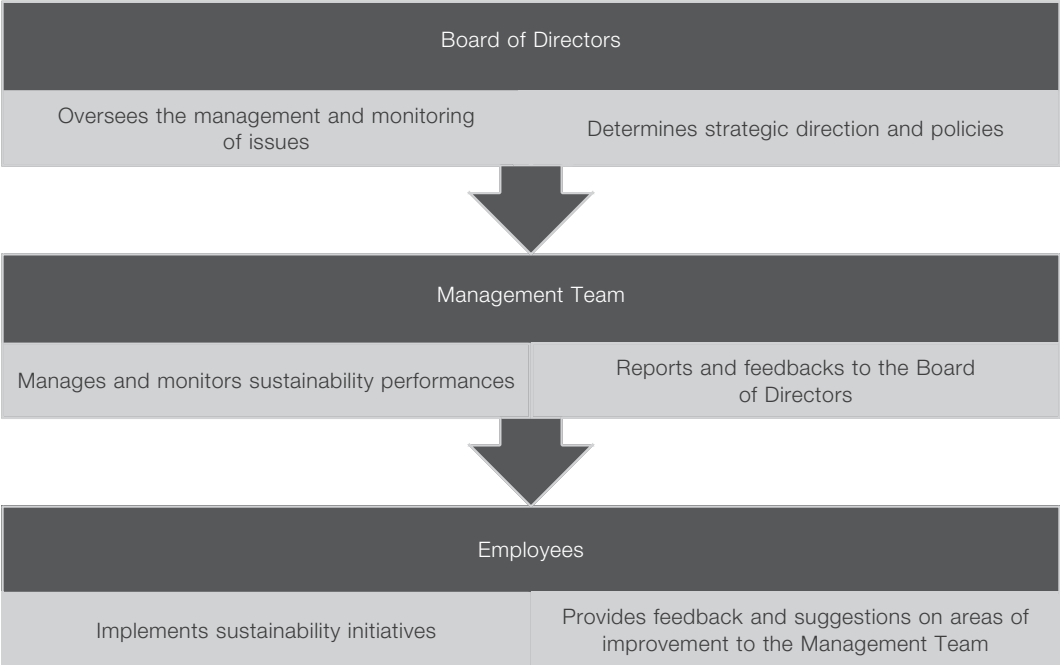 Board of Directors
Oversees the management and monitoring
of issues
Determines strategic direction and policies
Management Team
Manages and monitors sustainability performances
Reports and feedbacks to the Board
of Directors
Employees
Implements sustainability initiatives
Provides feedback and suggestions on areas of
improvement to the Management Team